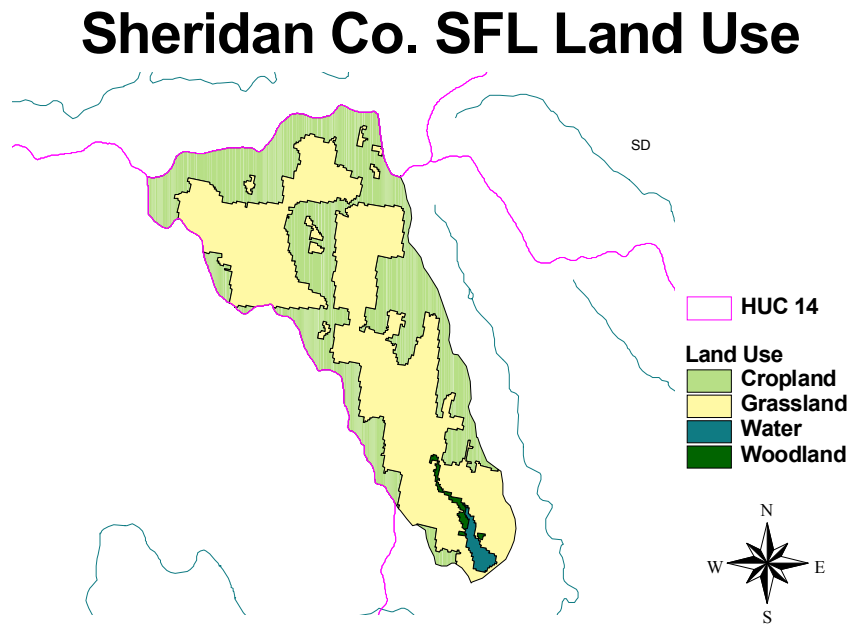 Sheridan Co. SFL Land Use
SD
HUC 14
Land Use
Cropland
Grassland
Water
Woodland
N
W E
S